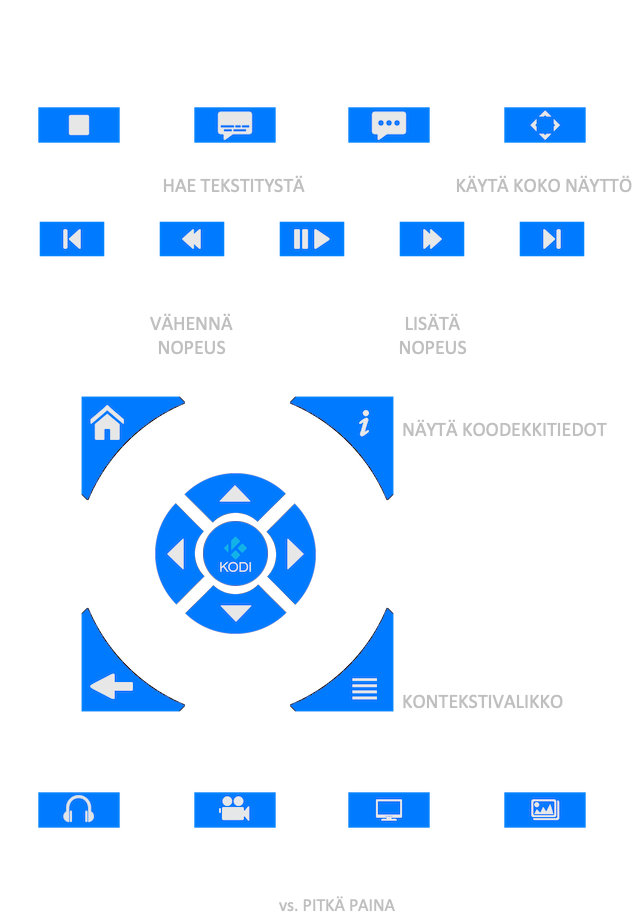 HAE TEKSTITYSTÄ
KÄYTÄ KOKO NÄYTTÖ
VÄHENNÄ
NOPEUS
LISÄTÄ
NOPEUS
NÄYTÄ KOODEKKITIEDOT
KODI
KONTEKSTIVALIKKO
vs. PITKÄ PAINA